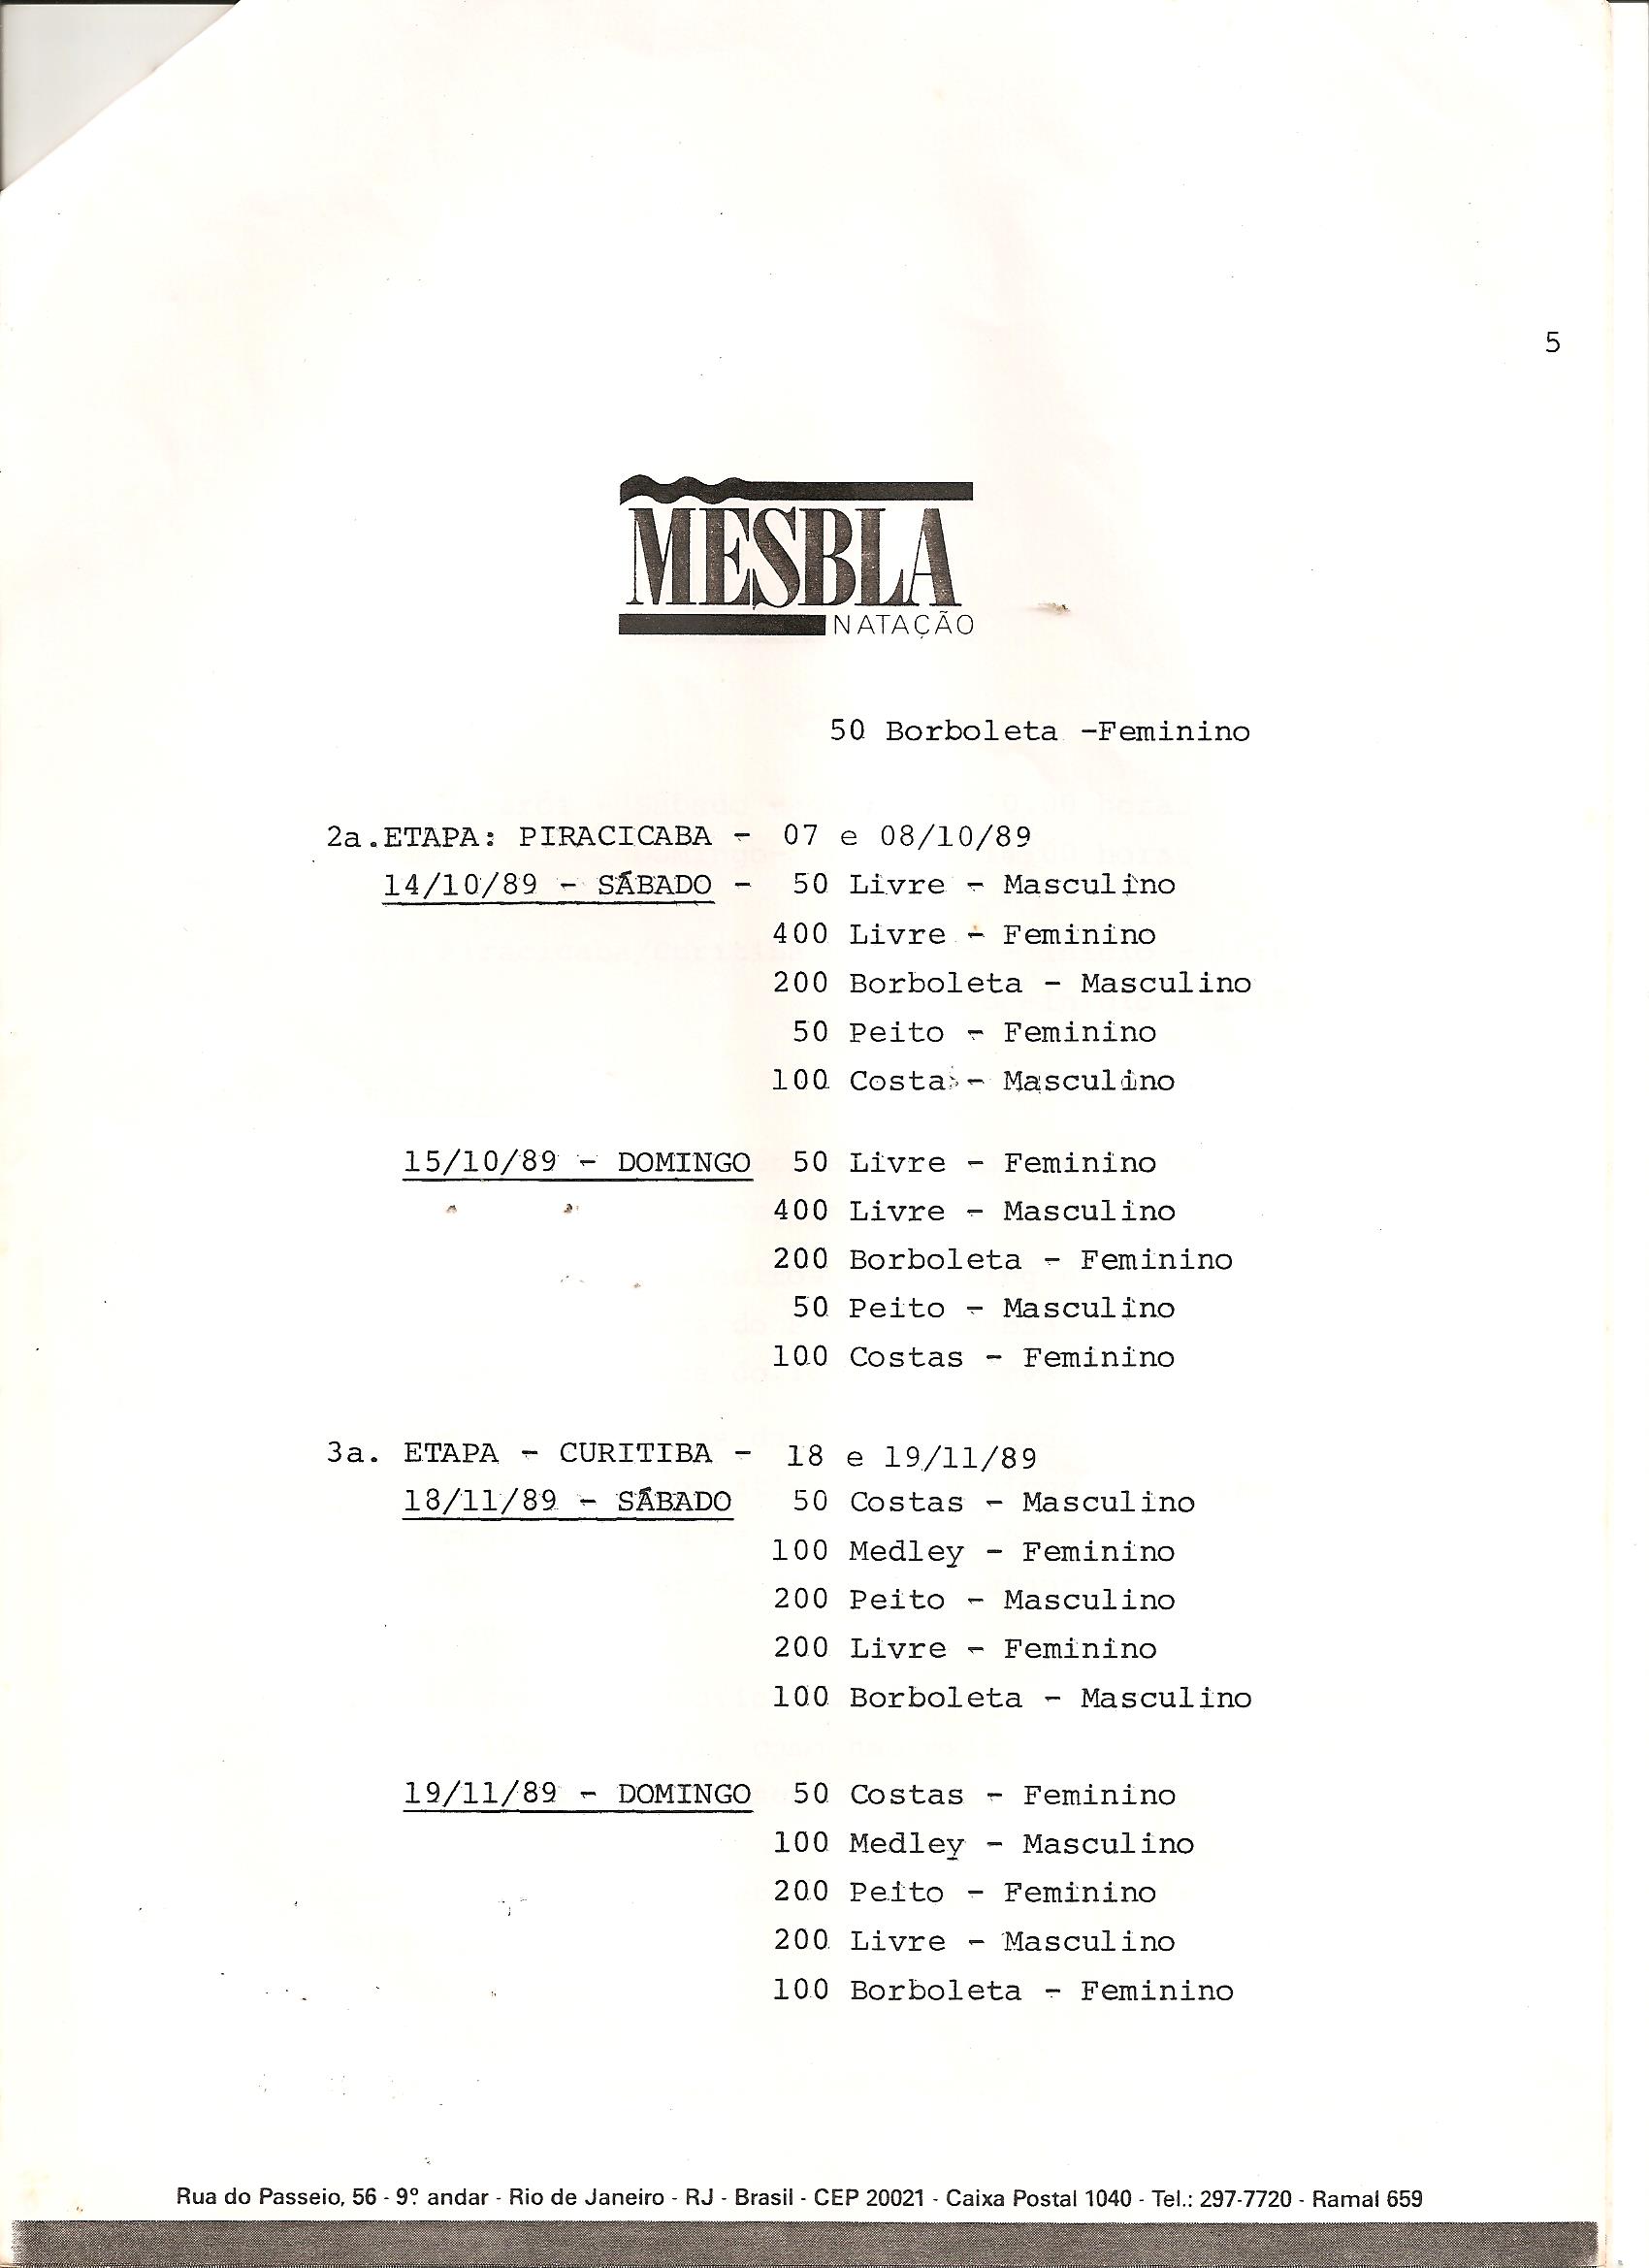 5
MESBLA
NATAÇÃO
50 Borboleta -Feminino
2a.ETAPA: PIRACICABA - 07 e 08/10/89
14/10/89 - SÁBADO - 50 Livre - Masculino
400 Livre - Feminino
200 Borboleta - Masculino
50 Peito - Feminino
100 Costas - Masculino
15/10/89 - DOMINGO 50 Livre - Feminino
400 Livre - Masculino
200 Borboleta - Feminino
50 Peito - Masculino
100 Costas - Feminino
3a. ETAPA - CURITIBA - 18 e 19/11/89
18/11/89 - SÁBADO 50 Costas - Masculino
100 Medley - Feminino
200 Peito - Masculino
200 Livre - Feminino
100 Borboleta - Masculino
19/11/89 - DOMINGO 50 Costas - Feminino
100 Medley - Masculino
200 Peito - Feminino
200 Livre - Masculino
100 Borboleta - Feminino
Rua do Passeio, 56 - 9º andar - Rio de Janeiro - RJ - Brasil - CEP 20021 - Caixa Postal 1040 - Tel.: 297-7720 - Ramal 659